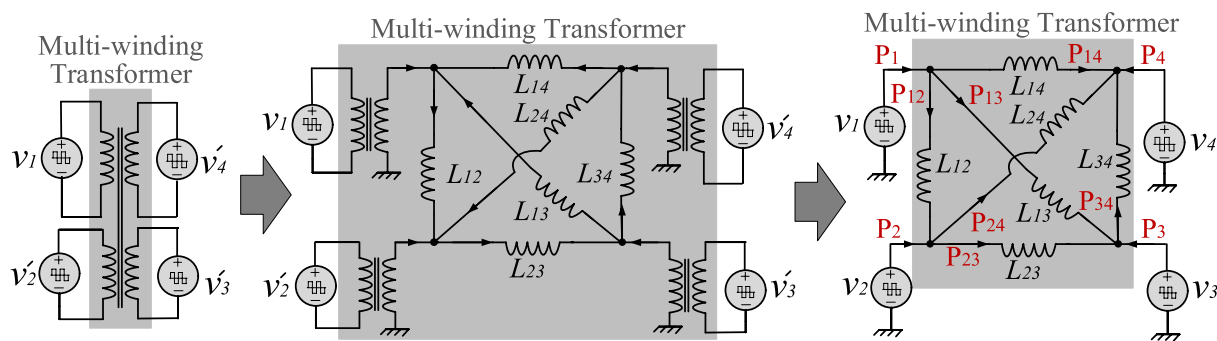 Multi-winding
Transformer
v1
v′4
v′2
v′3
Multi-winding Transformer
v1
L14
L24
v′4
L12
L34
L13
v′2
L23
v′3
Multi-winding Transformer
P1
P14
P4
P12
P13
L14
v1
L24
v4
L12
L34
L13
P34
P2
P24
P3
P23
L23
v2
v3